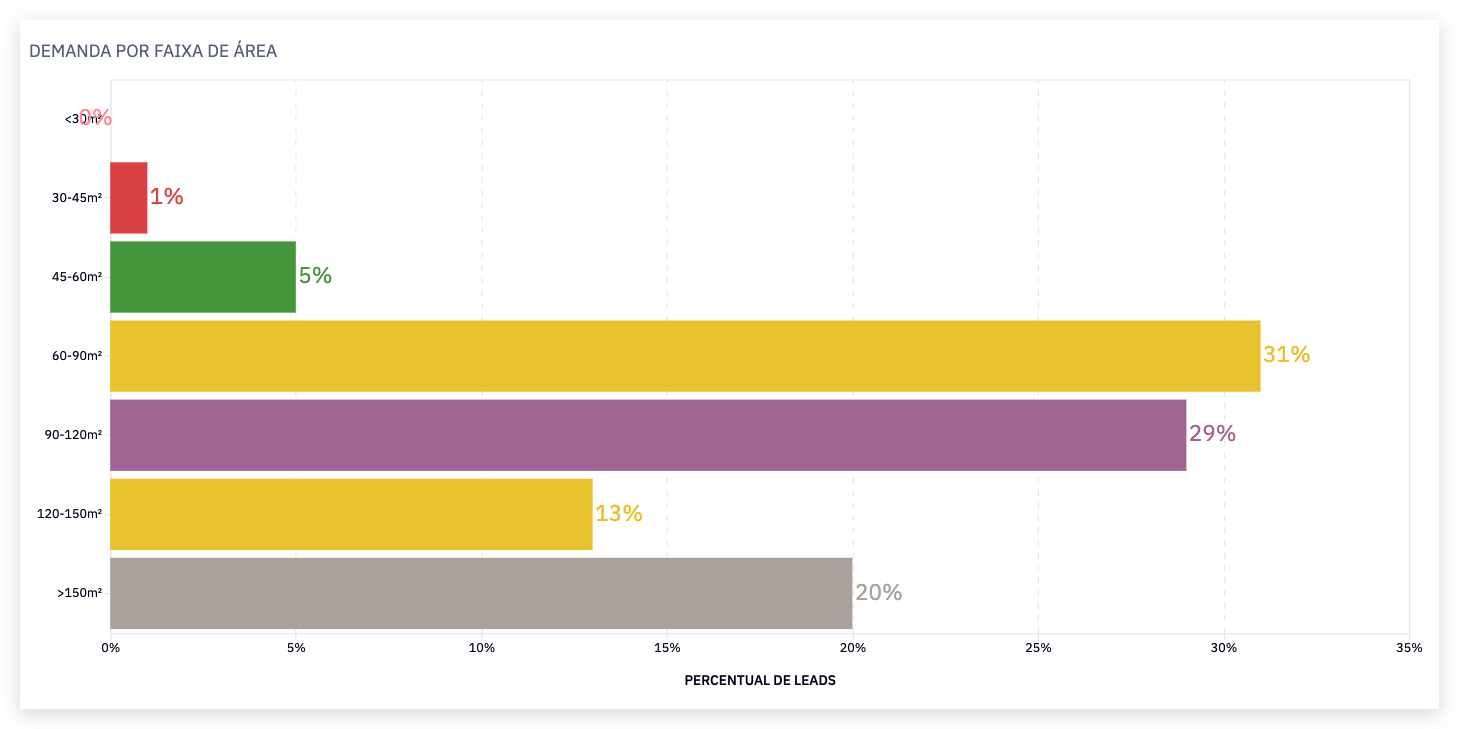 DEMANDA POR FAIXA DE ÁREA
<30m² 0%
30-45m² 1%
45-60m² 5%
60-90m² 31%
90-120m² 29%
120-150m² 13%
>150m² 20%
0% 5% 10% 15% 20% 25% 30% 35%
PERCENTUAL DE LEADS